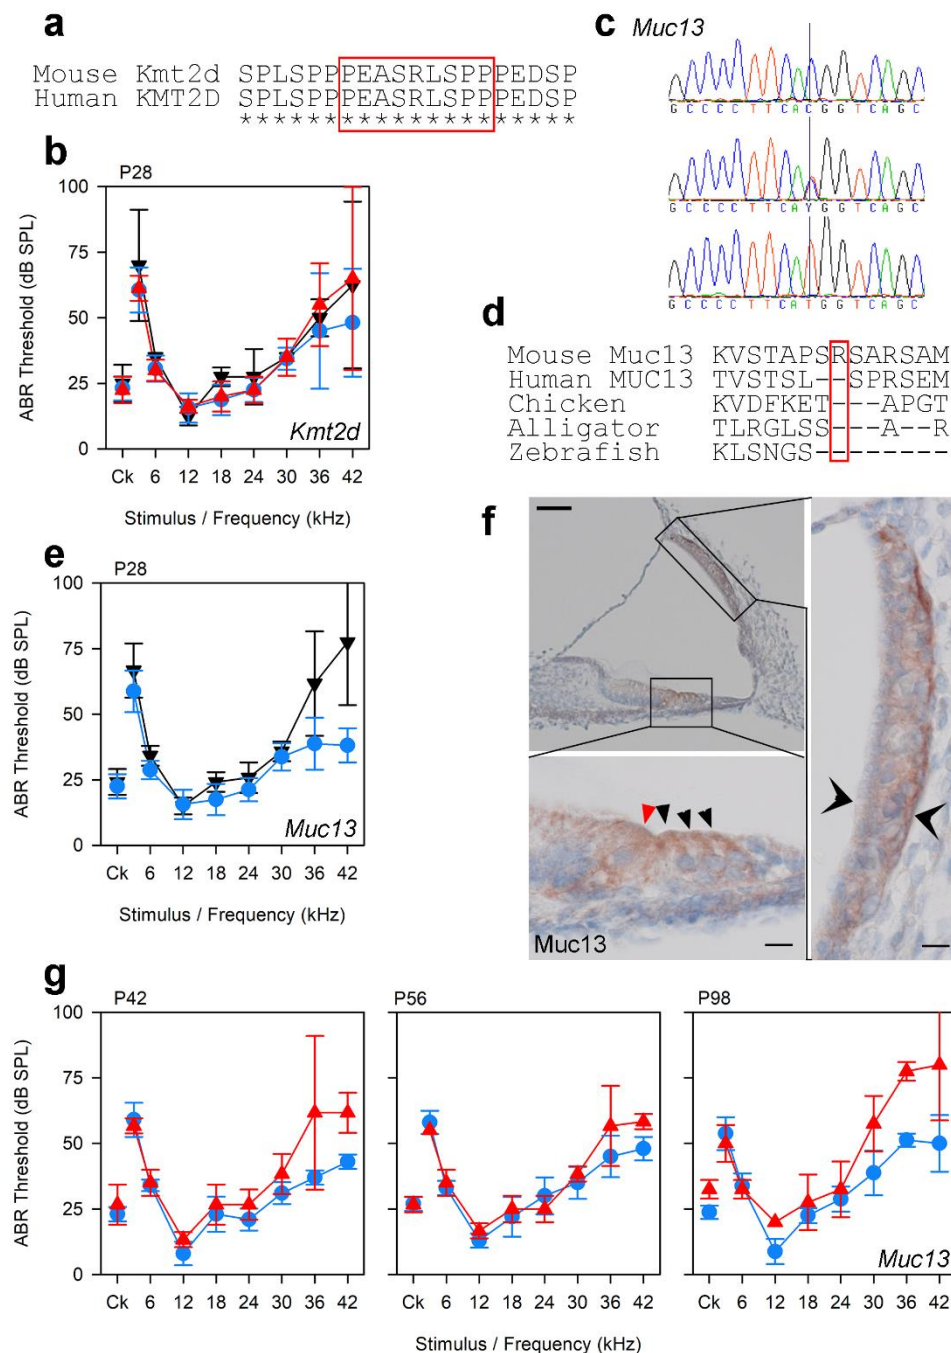 a
Mouse Kmt2d SPLSPPPEASRLSPPPEDSP
Human KMT2D SPLSPPPEASRLSPPPEDSP
********************
b
P28
100
75
50
25
0
ABR Threshold (dB SPL)
Kmt2d
Ck 6 12 18 24 30 36 42
Stimulus / Frequency (kHz)
c
Muc13
G C C C C T T C A C G G T C A G C
G C C C C T T C A Y G G T C A G C
G C C C C T T C A T G G T C A G C
d
Mouse Muc13 KVSTAPSRSARSAM
Human MUC13 TVSTSL--SPRSEM
Chicken KVDFKET---APGT
Alligator TLRGLSS---A--R
Zebrafish KLSNGS--------
e
P28
100
75
50
25
0
ABR Threshold (dB SPL)
Muc13
Ck 6 12 18 24 30 36 42
Stimulus / Frequency (kHz)
f
Muc13
g
P42
P56
P98
100
75
50
25
0
ABR Threshold (dB SPL)
Muc13
Ck 6 12 18 24 30 36 42
Ck 6 12 18 24 30 36 42
Ck 6 12 18 24 30 36 42
Stimulus / Frequency (kHz)